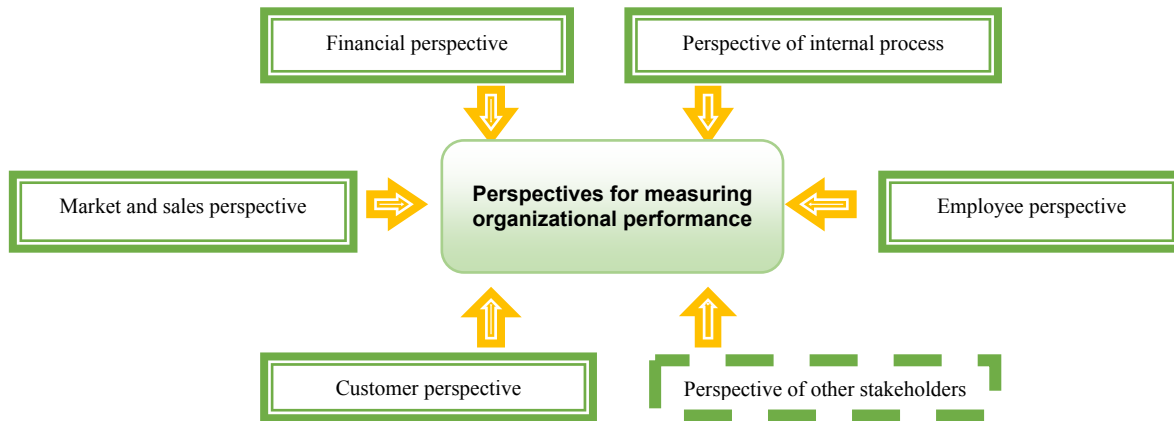 Financial perspective
Perspective of internal process
Market and sales perspective
Perspectives for measuring
organizational performance
Employee perspective
Customer perspective
Perspective of other stakeholders